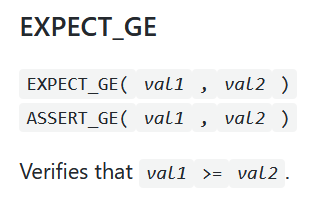 EXPECT_GE
EXPECT_GE( val1 , val2 )
ASSERT_GE( val1 , val2 )
Verifies that val1 >= val2 .